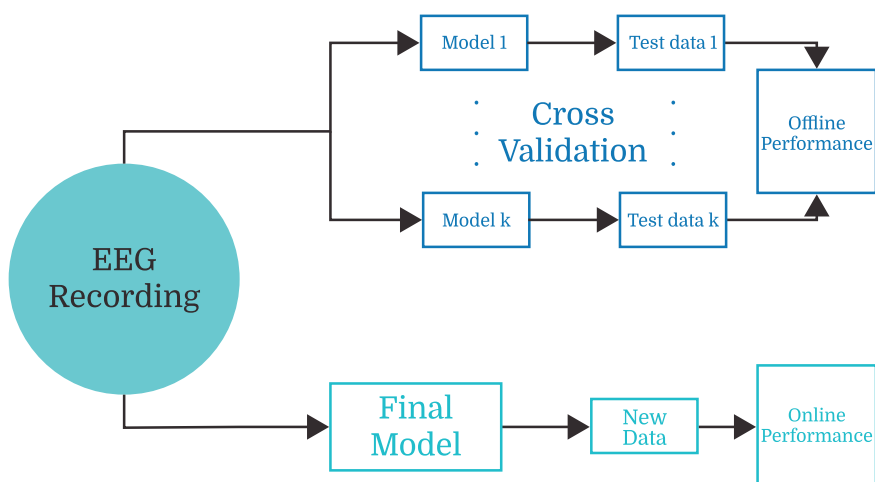 Model 1
Test data 1
Cross
Validation
Offline
Performance
Model k
Test data k
EEG
Recording
Final
Model
New
Data
Online
Performance